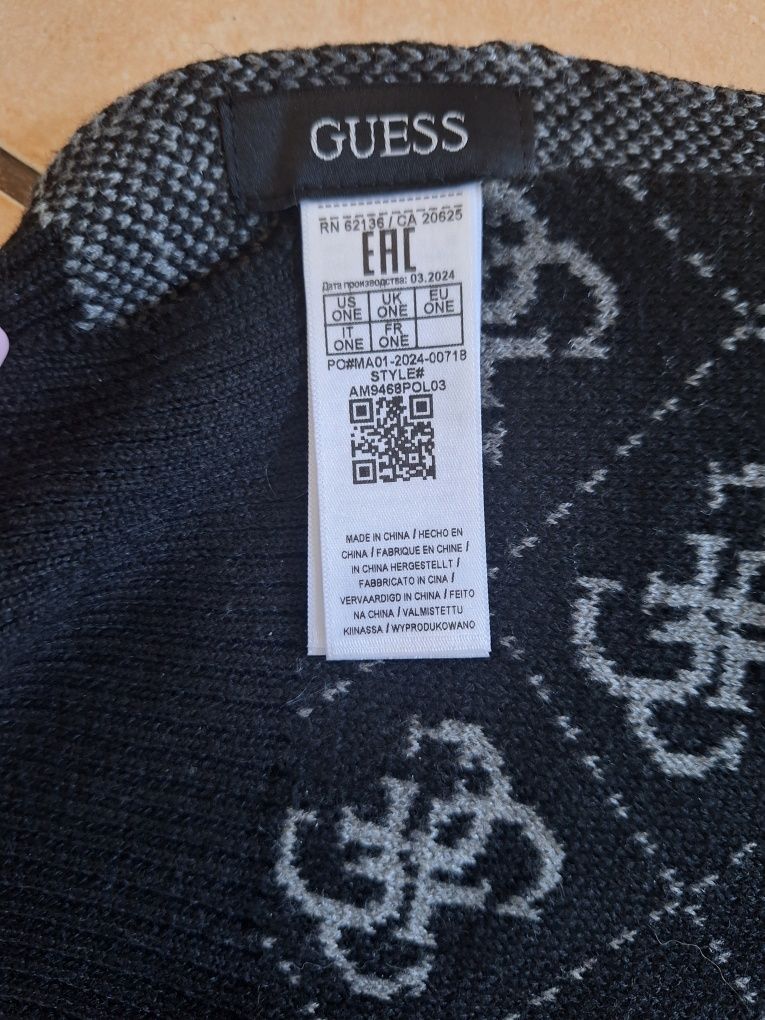 GUESS
RN 62136 / CA 20625
EAC
Дата производства: 03.2024
US UK EU
ONE ONE ONE
IT FR
ONE ONE
PO#MA01-2024-00718
STYLE#
AM9468POL03
MADE IN CHINA / HECHO EN
CHINA / FABRIQUE EN CHINE /
IN CHINA HERGESTELLT /
FABBRICATO IN CINA /
VERVAARDIGD IN CHINA / FEITO
NA CHINA / VALMISTETTU
KIINASSA / WYPRODUKOWANO